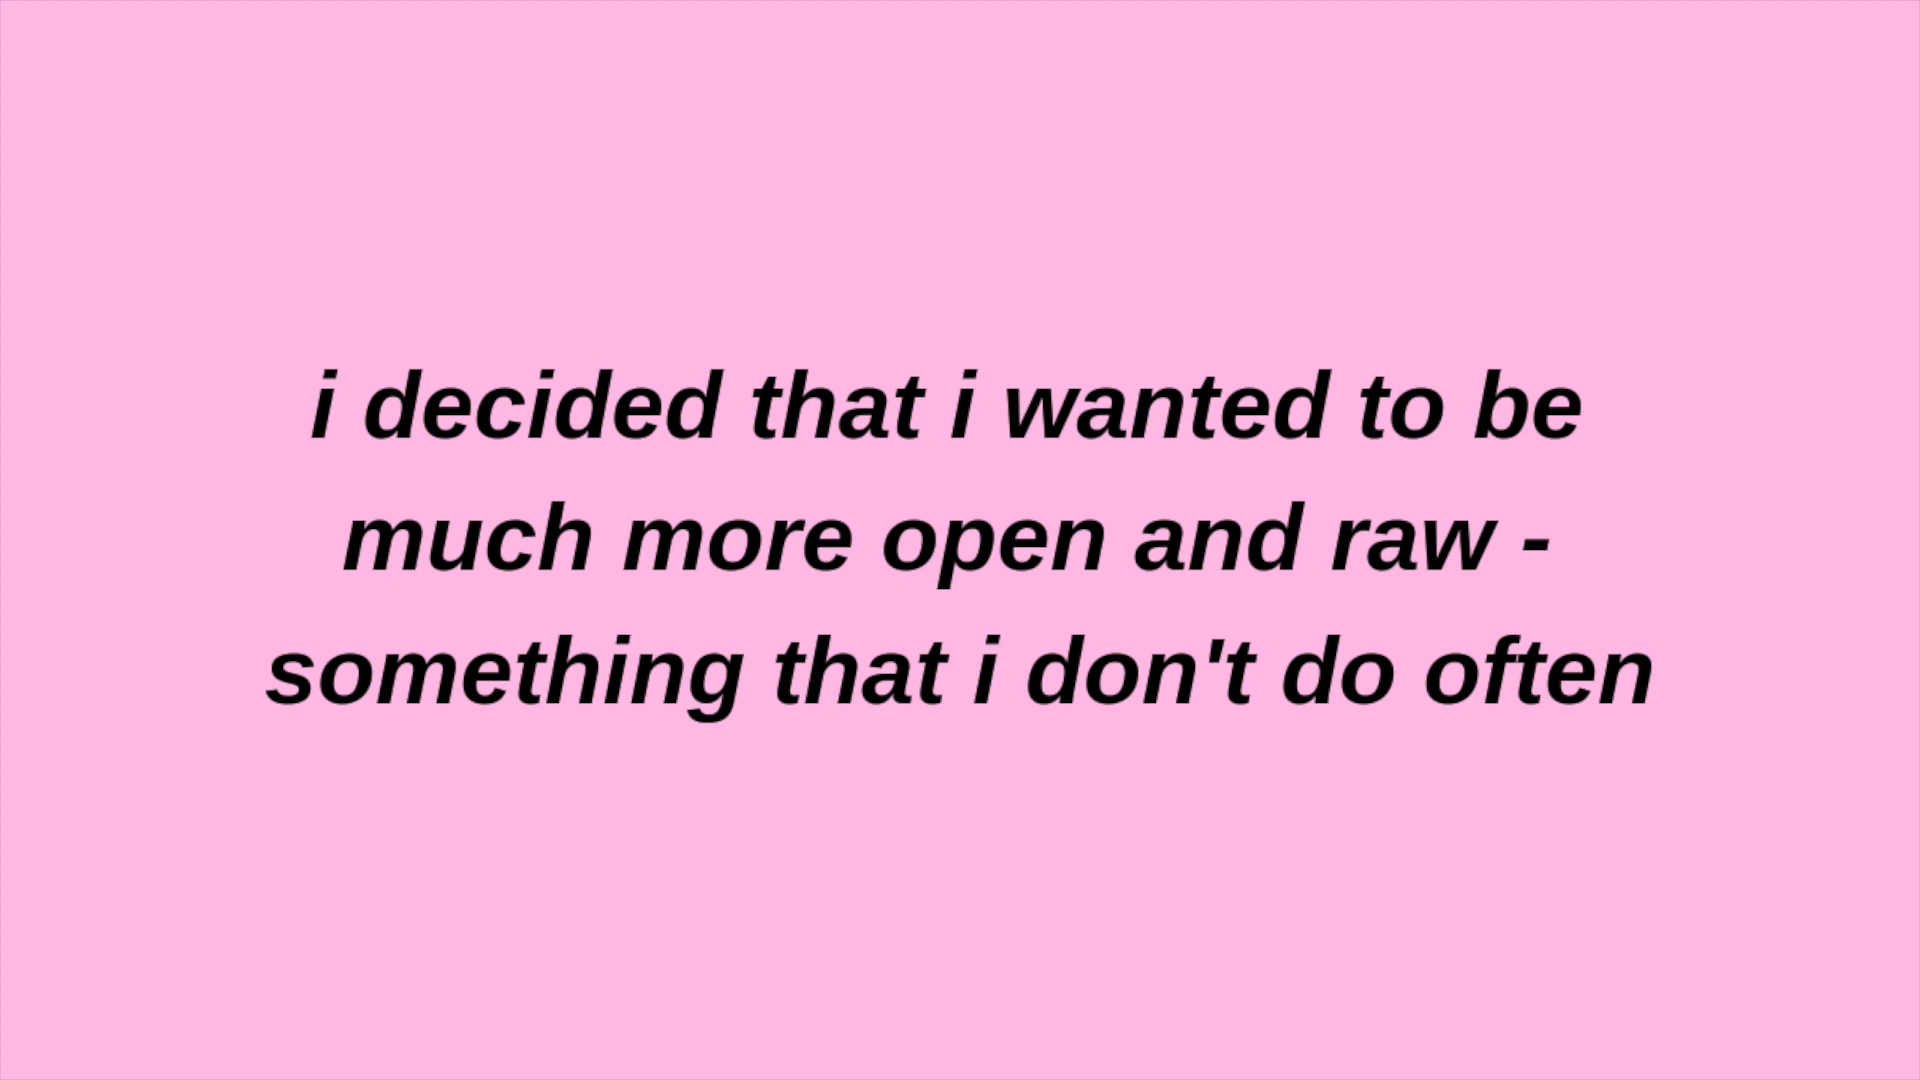 i decided that i wanted to be
much more open and raw -
something that i don't do often